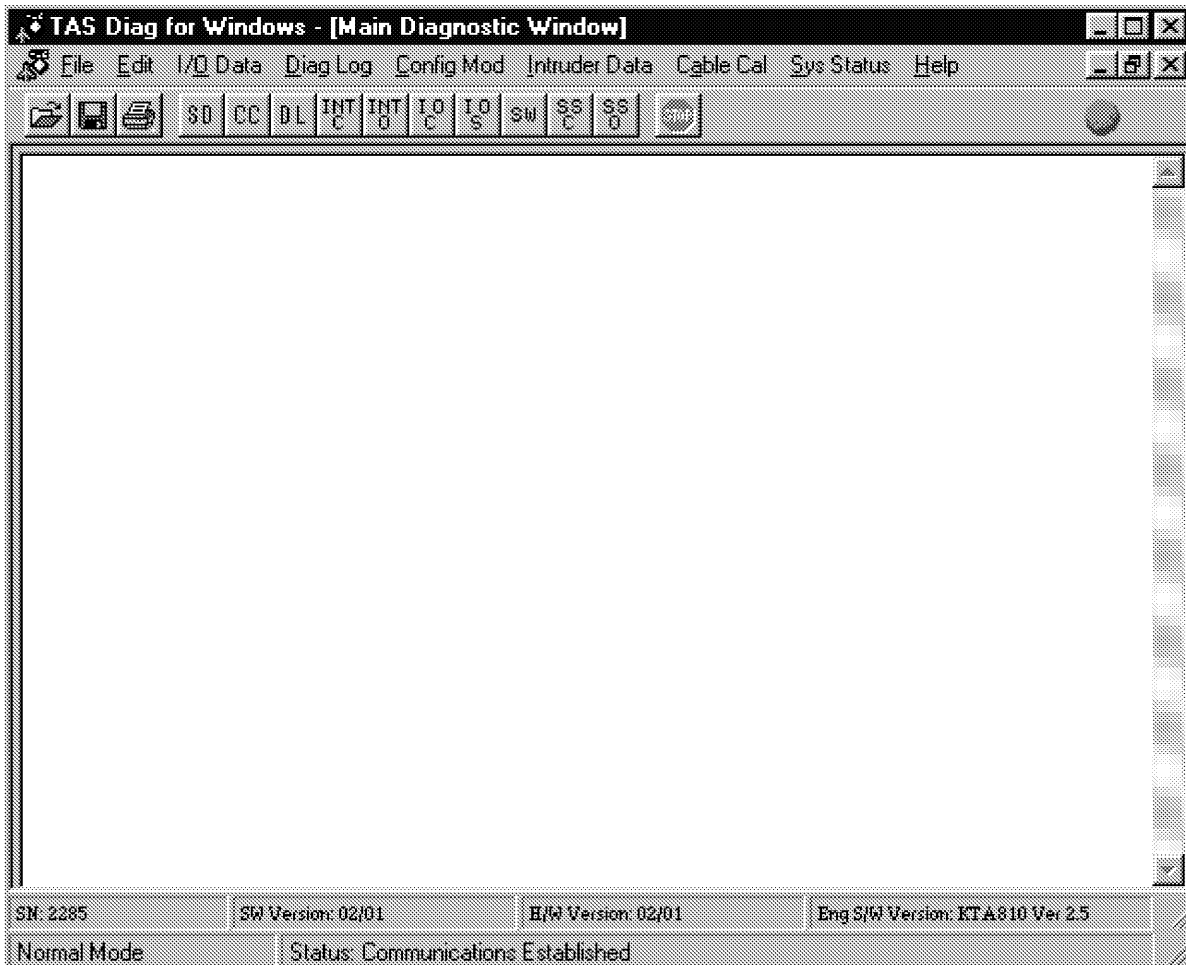 TAS Diag for Windows - [Main Diagnostic Window]
File Edit I/O Data Diag Log Config Mod Intruder Data Cable Cal Sys Status Help
SD CC DL INT C INT O I O C I O S SW SS C SS O STOP
SN: 2285 SW Version: 02/01 H/W Version: 02/01 Eng S/W Version: KTA810 Ver 2.5
Normal Mode Status: Communications Established